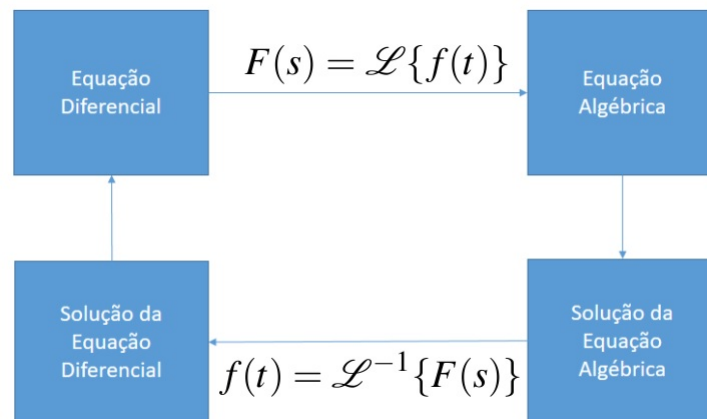 Equação
Diferencial
F(s) = ℒ{f(t)}
Equação
Algébrica
Solução da
Equação
Diferencial
f(t) = ℒ⁻¹{F(s)}
Solução da
Equação
Algébrica